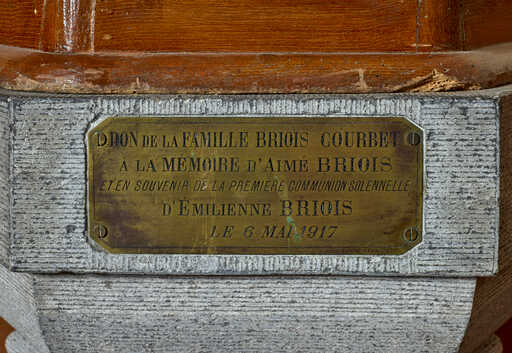 DON DE LA FAMILLE BRIOIS COURBET
À LA MÉMOIRE D'AIMÉ BRIOIS
ET EN SOUVENIR DE LA PREMIÈRE COMMUNION SOLENNELLE
D'ÉMILIENNE BRIOIS
LE 6 MAI 1917